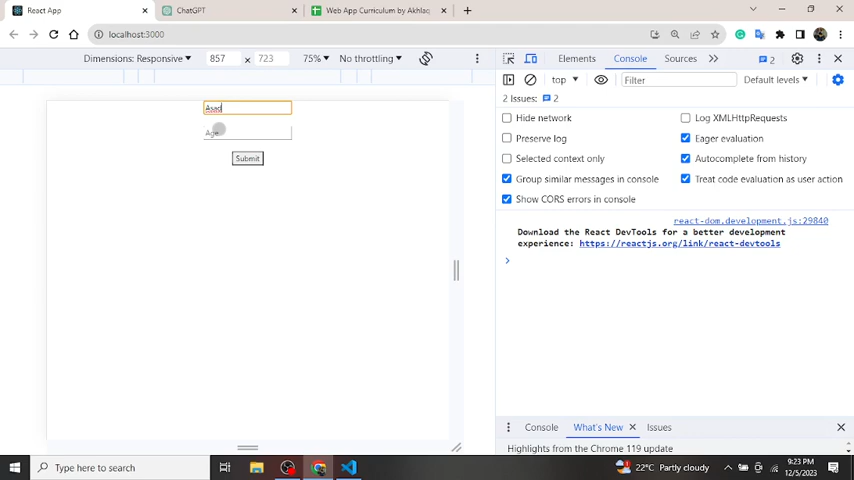 React App
ChatGPT
Web App Curriculum by Akhlaq
localhost:3000
Dimensions: Responsive
857
723
75%
No throttling
Elements
Console
Sources
2
top
Filter
Default levels
2 Issues:
2
Hide network
Log XMLHttpRequests
Preserve log
Eager evaluation
Selected context only
Autocomplete from history
Group similar messages in console
Treat code evaluation as user action
Show CORS errors in console
react-dom.development.js:29840
Download the React DevTools for a better development
experience: https://reactjs.org/link/react-devtools
Asad
Age
Submit
Console
What's New
Issues
Highlights from the Chrome 119 update
Type here to search
22°C Partly cloudy
9:23 PM
12/5/2023